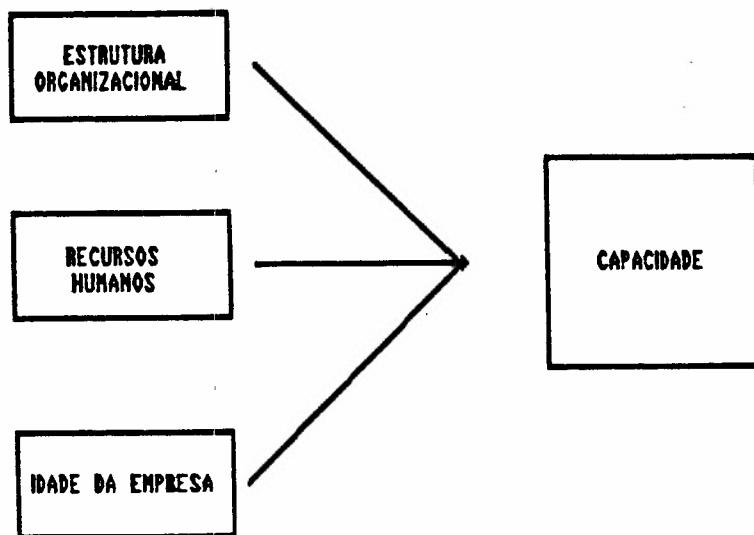 ESTRUTURA
ORGANIZACIONAL
RECURSOS
HUMANOS
CAPACIDADE
IDADE DA EMPRESA